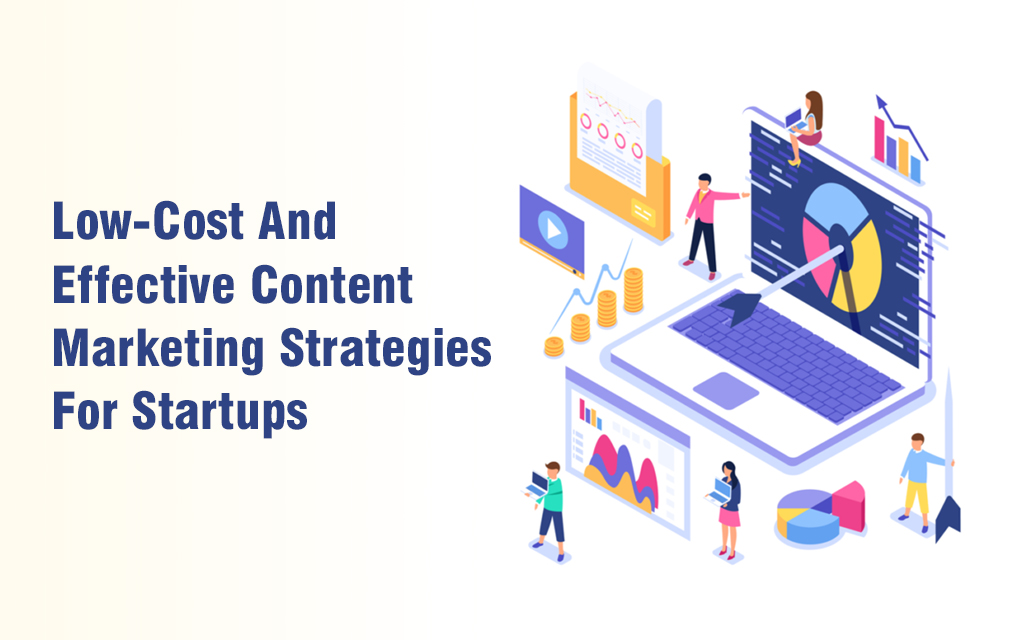 Low-Cost And
Effective Content
Marketing Strategies
For Startups